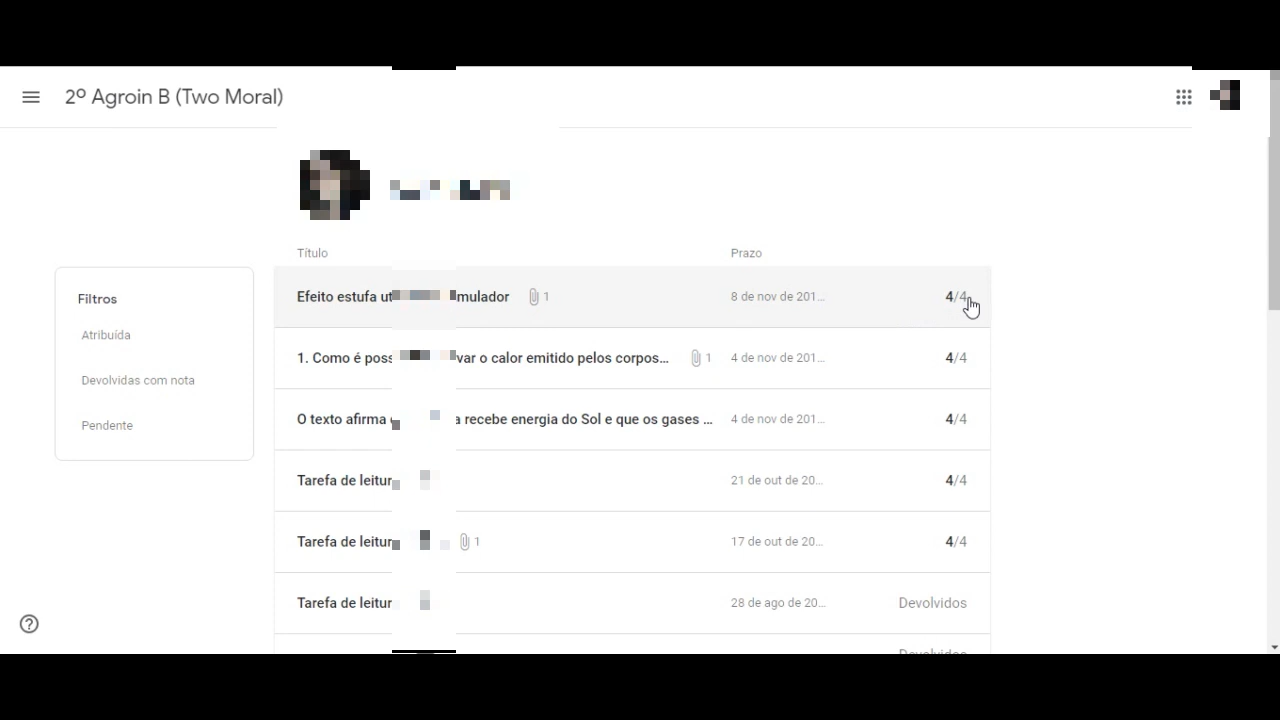 2º Agroin B (Two Moral)
Título Prazo
Filtros
Atribuída
Devolvidas com nota
Pendente
Efeito estufa ut mulador 1 8 de nov de 201... 4/4
1. Como é poss var o calor emitido pelos corpos... 1 4 de nov de 201... 4/4
O texto afirma a recebe energia do Sol e que os gases ... 4 de nov de 201... 4/4
Tarefa de leitur 21 de out de 20... 4/4
Tarefa de leitur 1 17 de out de 20... 4/4
Tarefa de leitur 28 de ago de 20... Devolvidos
Devolvidos